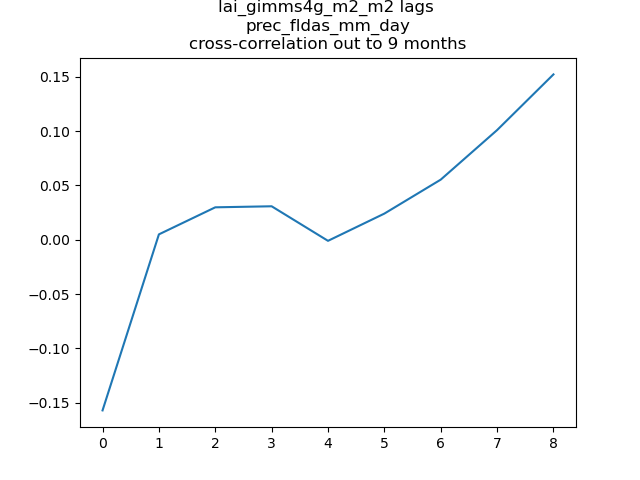 lai_gimms4g_m2_m2 lags
prec_fldas_mm_day
cross-correlation out to 9 months
0.15
0.10
0.05
0.00
−0.05
−0.10
−0.15
0 1 2 3 4 5 6 7 8